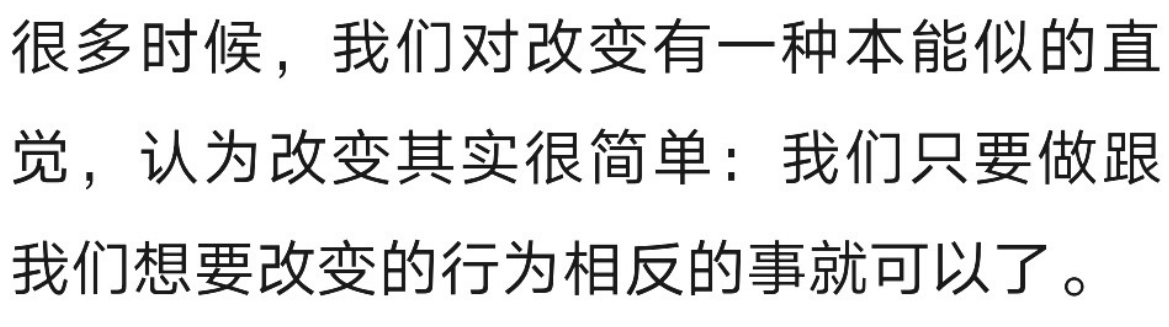 很多时候，我们对改变有一种本能似的直
觉，认为改变其实很简单：我们只要做跟
我们想要改变的行为相反的事就可以了。